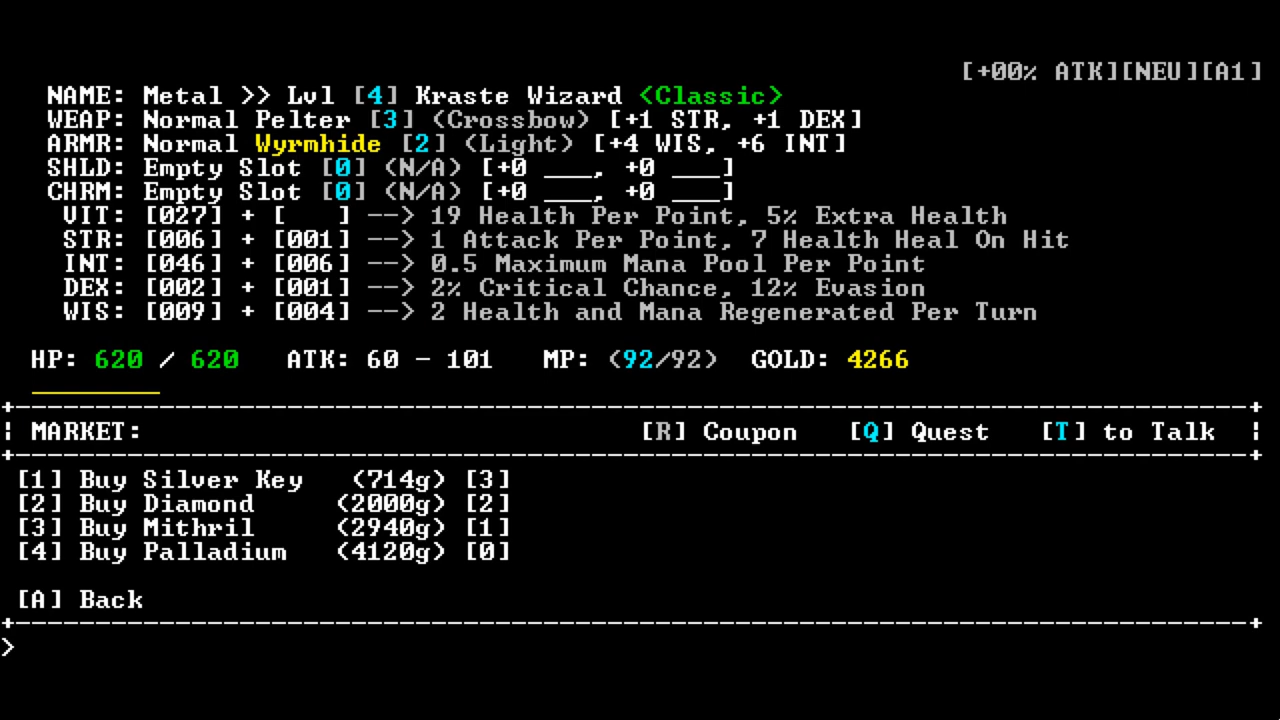 [+00% ATK][NEU][A1]
NAME: Metal >> Lvl [4] Kraste Wizard <Classic>
WEAP: Normal Pelter [3] (Crossbow) [+1 STR, +1 DEX]
ARMR: Normal Wyrmhide [2] (Light) [+4 WIS, +6 INT]
SHLD: Empty Slot [0] (N/A) [+0 ___, +0 ___]
CHRM: Empty Slot [0] (N/A) [+0 ___, +0 ___]
VIT: [027] + [   ] --> 19 Health Per Point, 5% Extra Health
STR: [006] + [001] --> 1 Attack Per Point, 7 Health Heal On Hit
INT: [046] + [006] --> 0.5 Maximum Mana Pool Per Point
DEX: [002] + [001] --> 2% Critical Chance, 12% Evasion
WIS: [009] + [004] --> 2 Health and Mana Regenerated Per Turn
HP: 620 / 620   ATK: 60 - 101   MP: (92/92)  GOLD: 4266
MARKET:   [R] Coupon   [Q] Quest   [T] to Talk
[1] Buy Silver Key   (714g) [3]
[2] Buy Diamond     (2000g) [2]
[3] Buy Mithril     (2940g) [1]
[4] Buy Palladium   (4120g) [0]
[A] Back
>